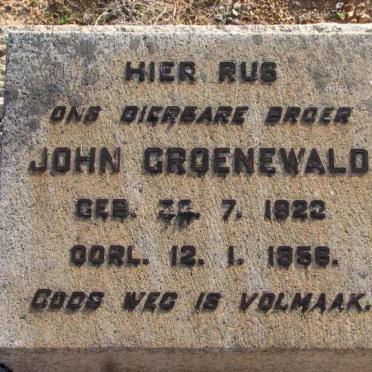 HIER RUS
ONS DIERBARE BROER
JOHN GROENEWALD
GEB. 7. 1922
OORL. 12. 1. 1956.
GODS WEG IS VOLMAAK.